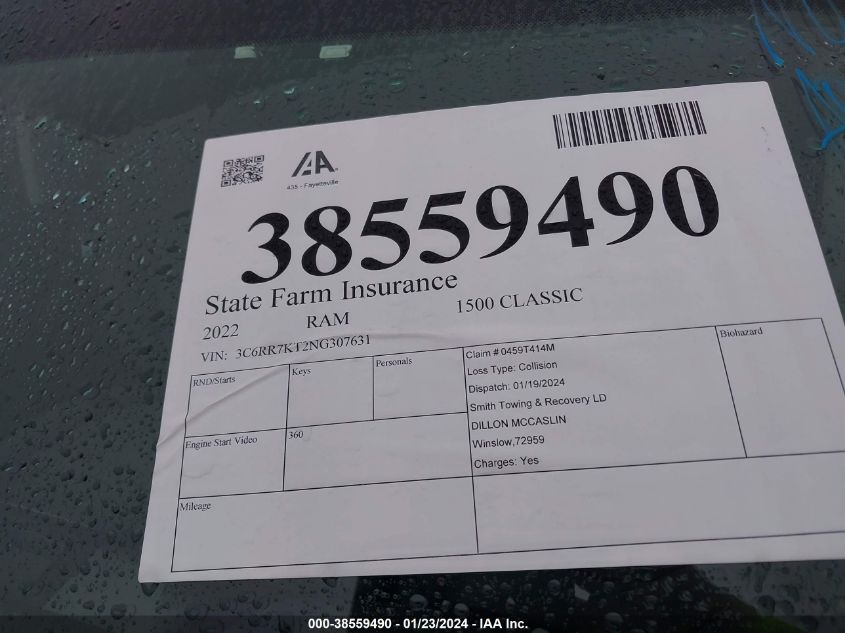 IAA
435 - Fayetteville
38559490
State Farm Insurance
2022 RAM 1500 CLASSIC
VIN: 3C6RR7KT2NG307631
RND/Starts
Keys
Personals
Claim # 0459T414M
Loss Type: Collision
Dispatch: 01/19/2024
Smith Towing & Recovery LD
DILLON MCCASLIN
Winslow,72959
Charges: Yes
Biohazard
Engine Start Video
360
Mileage
000-38559490 - 01/23/2024 - IAA Inc.